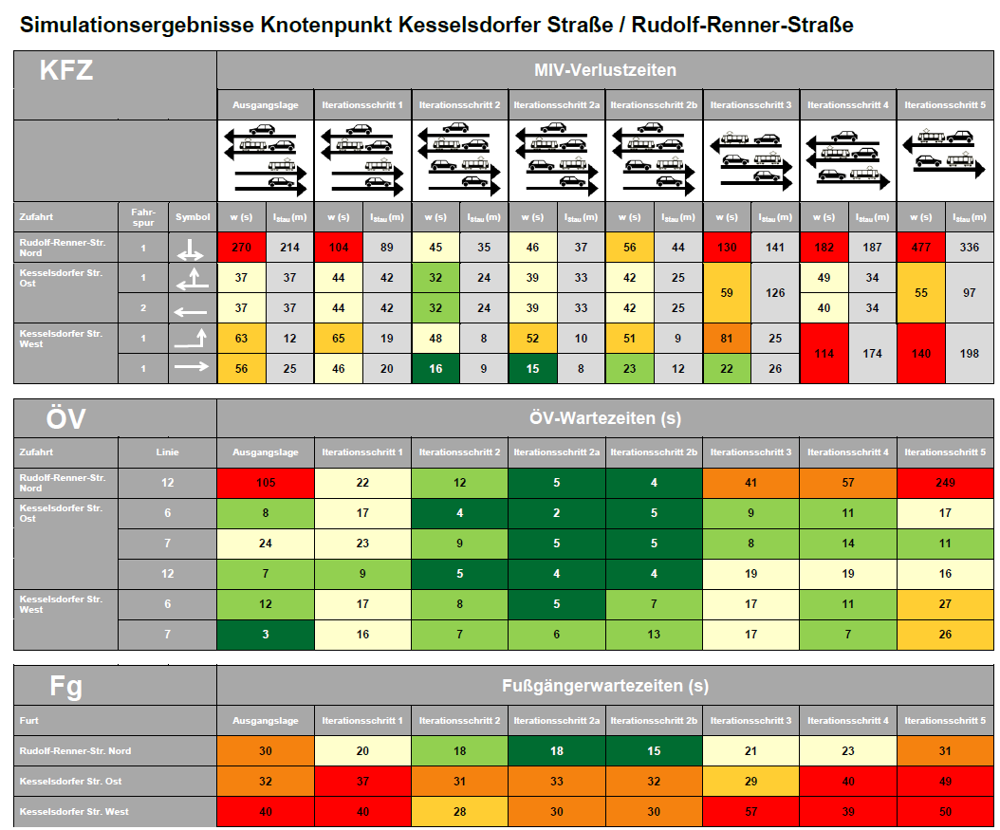 Simulationsergebnisse Knotenpunkt Kesselsdorfer Straße / Rudolf-Renner-Straße
KFZ MIV-Verlustzeiten
Ausgangslage Iterationsschritt 1 Iterationsschritt 2 Iterationsschritt 2a Iterationsschritt 2b Iterationsschritt 3 Iterationsschritt 4 Iterationsschritt 5
Zufahrt Fahr-spur Symbol w (s) lStau (m) w (s) lStau (m) w (s) lStau (m) w (s) lStau (m) w (s) lStau (m) w (s) lStau (m) w (s) lStau (m) w (s) lStau (m)
Rudolf-Renner-Str. Nord 1 270 214 104 89 45 35 46 37 56 44 130 141 182 187 477 336
Kesselsdorfer Str. Ost 1 37 37 44 42 32 24 39 33 42 25 59 126 49 34 55 97
2 37 37 44 42 32 24 39 33 42 25 40 34
Kesselsdorfer Str. West 1 63 12 65 19 48 8 52 10 51 9 81 25 114 174 140 198
1 56 25 46 20 16 9 15 8 23 12 22 26
ÖV ÖV-Wartezeiten (s)
Zufahrt Linie Ausgangslage Iterationsschritt 1 Iterationsschritt 2 Iterationsschritt 2a Iterationsschritt 2b Iterationsschritt 3 Iterationsschritt 4 Iterationsschritt 5
Rudolf-Renner-Str. Nord 12 105 22 12 5 4 41 57 249
Kesselsdorfer Str. Ost 6 8 17 4 2 5 9 11 17
7 24 23 9 5 5 8 14 11
12 7 9 5 4 4 19 19 16
Kesselsdorfer Str. West 6 12 17 8 5 7 17 11 27
7 3 16 7 6 13 17 7 26
Fg Fußgängerwartezeiten (s)
Furt Ausgangslage Iterationsschritt 1 Iterationsschritt 2 Iterationsschritt 2a Iterationsschritt 2b Iterationsschritt 3 Iterationsschritt 4 Iterationsschritt 5
Rudolf-Renner-Str. Nord 30 20 18 18 15 21 23 31
Kesselsdorfer Str. Ost 32 37 31 33 32 29 40 49
Kesselsdorfer Str. West 40 40 28 30 30 57 39 50